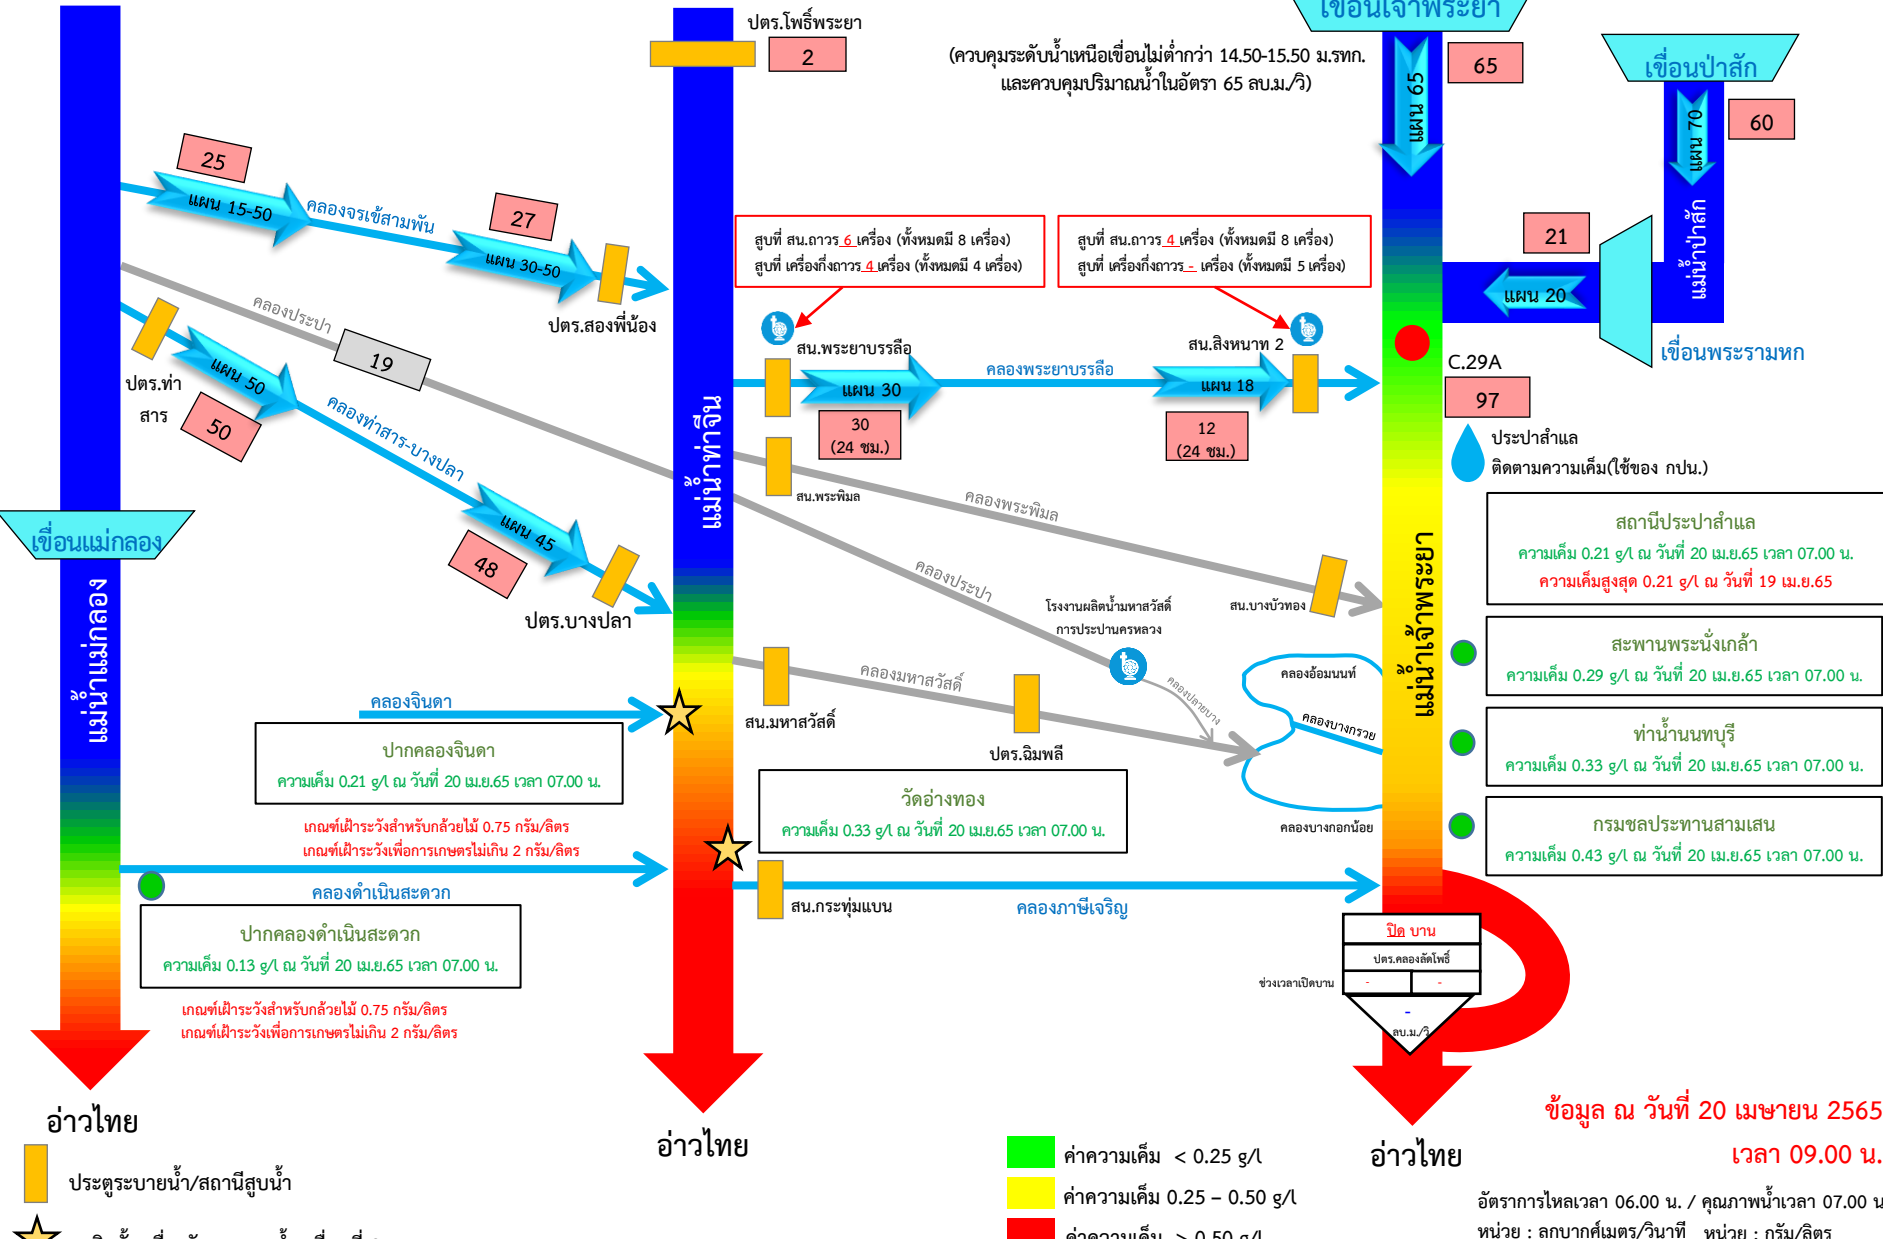 ปตร.โพธิ์พระยา
2
(ควบคุมระดับน้ำเหนือเขื่อนไม่ต่ำกว่า 14.50-15.50 ม.รทก.
และควบคุมปริมาณน้ำในอัตรา 65 ลบ.ม./วิ)
เขื่อนเจ้าพระยา
65
แผน 65
เขื่อนป่าสัก
60
แผน 70
แม่น้ำป่าสัก
25
แผน 15-50
คลองจรเข้สามพัน
27
แผน 30-50
ปตร.สองพี่น้อง
สูบที่ สน.ถาวร 6 เครื่อง (ทั้งหมดมี 8 เครื่อง)
สูบที่ เครื่องกึ่งถาวร 4 เครื่อง (ทั้งหมดมี 4 เครื่อง)
สูบที่ สน.ถาวร 4 เครื่อง (ทั้งหมดมี 8 เครื่อง)
สูบที่ เครื่องกึ่งถาวร - เครื่อง (ทั้งหมดมี 5 เครื่อง)
21
แผน 20
เขื่อนพระรามหก
คลองประปา
19
ปตร.ท่า
สาร
แผน 50
50
คลองท่าสาร-บางปลา
แผน 45
48
ปตร.บางปลา
สน.พระยาบรรลือ
แผน 30
30
(24 ชม.)
คลองพระยาบรรลือ
สน.สิงหนาท 2
แผน 18
12
(24 ชม.)
C.29A
97
ประปาสำแล
ติดตามความเค็ม(ใช้ของ กปน.)
แม่น้ำท่าจีน
สน.พระพิมล
คลองพระพิมล
สน.บางบัวทอง
สถานีประปาสำแล
ความเค็ม 0.21 g/l ณ วันที่ 20 เม.ย.65 เวลา 07.00 น.
ความเค็มสูงสุด 0.21 g/l ณ วันที่ 19 เม.ย.65
เขื่อนแม่กลอง
แม่น้ำแม่กลอง
แม่น้ำเจ้าพระยา
คลองประปา
โรงงานผลิตน้ำมหาสวัสดิ์
การประปานครหลวง
คลองปลายบาง
สะพานพระนั่งเกล้า
ความเค็ม 0.29 g/l ณ วันที่ 20 เม.ย.65 เวลา 07.00 น.
คลองมหาสวัสดิ์
สน.มหาสวัสดิ์
ปตร.ฉิมพลี
คลองอ้อมนนท์
คลองบางกรวย
คลองบางกอกน้อย
ท่าน้ำนนทบุรี
ความเค็ม 0.33 g/l ณ วันที่ 20 เม.ย.65 เวลา 07.00 น.
คลองจินดา
ปากคลองจินดา
ความเค็ม 0.21 g/l ณ วันที่ 20 เม.ย.65 เวลา 07.00 น.
เกณฑ์เฝ้าระวังสำหรับกล้วยไม้ 0.75 กรัม/ลิตร
เกณฑ์เฝ้าระวังเพื่อการเกษตรไม่เกิน 2 กรัม/ลิตร
วัดอ่างทอง
ความเค็ม 0.33 g/l ณ วันที่ 20 เม.ย.65 เวลา 07.00 น.
กรมชลประทานสามเสน
ความเค็ม 0.43 g/l ณ วันที่ 20 เม.ย.65 เวลา 07.00 น.
คลองดำเนินสะดวก
ปากคลองดำเนินสะดวก
ความเค็ม 0.13 g/l ณ วันที่ 20 เม.ย.65 เวลา 07.00 น.
เกณฑ์เฝ้าระวังสำหรับกล้วยไม้ 0.75 กรัม/ลิตร
เกณฑ์เฝ้าระวังเพื่อการเกษตรไม่เกิน 2 กรัม/ลิตร
สน.กระทุ่มแบน
คลองภาษีเจริญ
ปิด บาน
ปตร.คลองลัดโพธิ์
ช่วงเวลาเปิดบาน
- -
-
ลบ.ม./วิ
อ่าวไทย
อ่าวไทย
อ่าวไทย
ข้อมูล ณ วันที่ 20 เมษายน 2565
เวลา 09.00 น.
ประตูระบายน้ำ/สถานีสูบน้ำ
ค่าความเค็ม < 0.25 g/l
ค่าความเค็ม 0.25 – 0.50 g/l
ค่าความเค็ม > 0.50 g/l
อัตราการไหลเวลา 06.00 น. / คุณภาพน้ำเวลา 07.00 น
หน่วย : ลูกบาศก์เมตร/วินาที หน่วย : กรัม/ลิตร